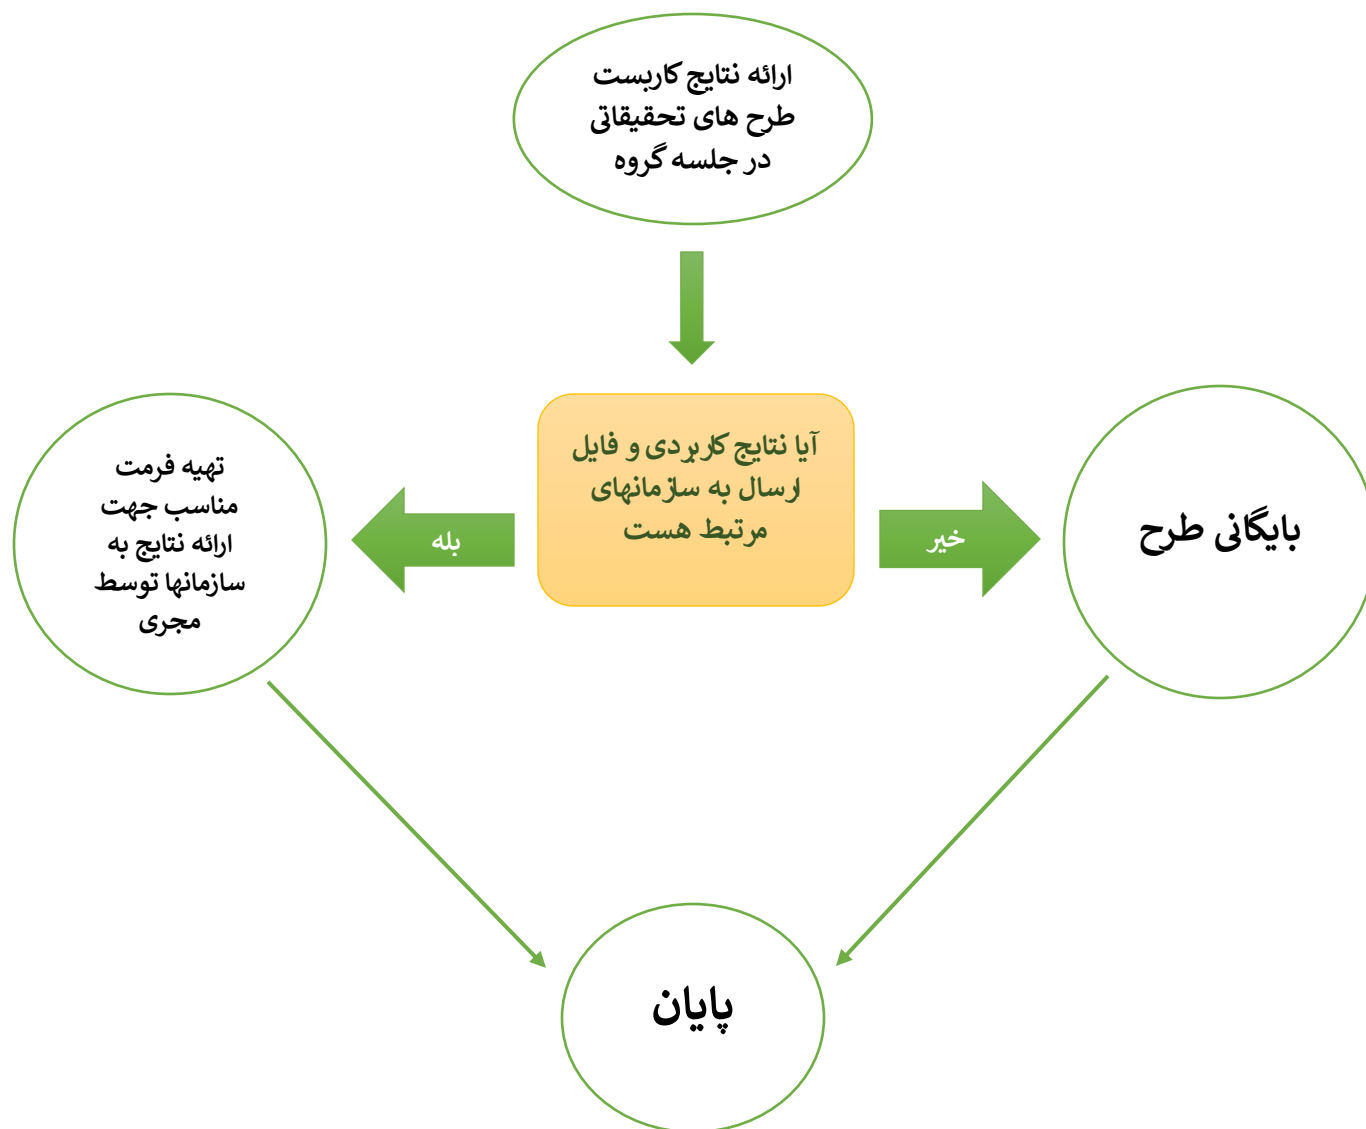 ارائه نتایج کاربست
طرح های تحقیقاتی
در جلسه گروه
آیا نتایج کاربردی و فایل
ارسال به سازمانهای
مرتبط هست
خیر
بله
بایگانی طرح
تهیه فرمت
مناسب جهت
ارائه نتایج به
سازمانها توسط
مجری
پایان